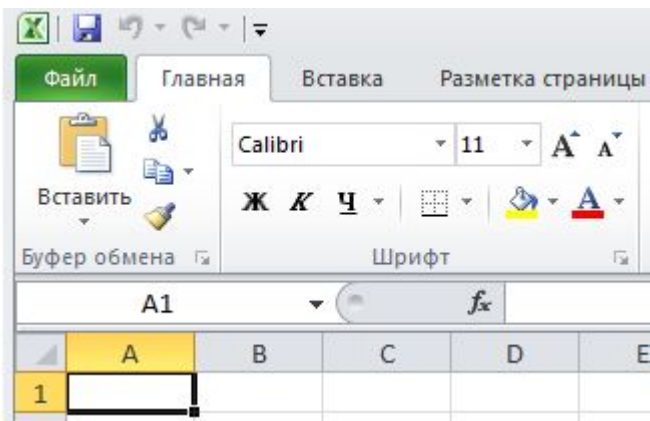 Файл Главная Вставка Разметка страницы
Calibri 11 А А
Вставить Ж К Ч А
Буфер обмена Шрифт
A1 fx
A B C D E
1